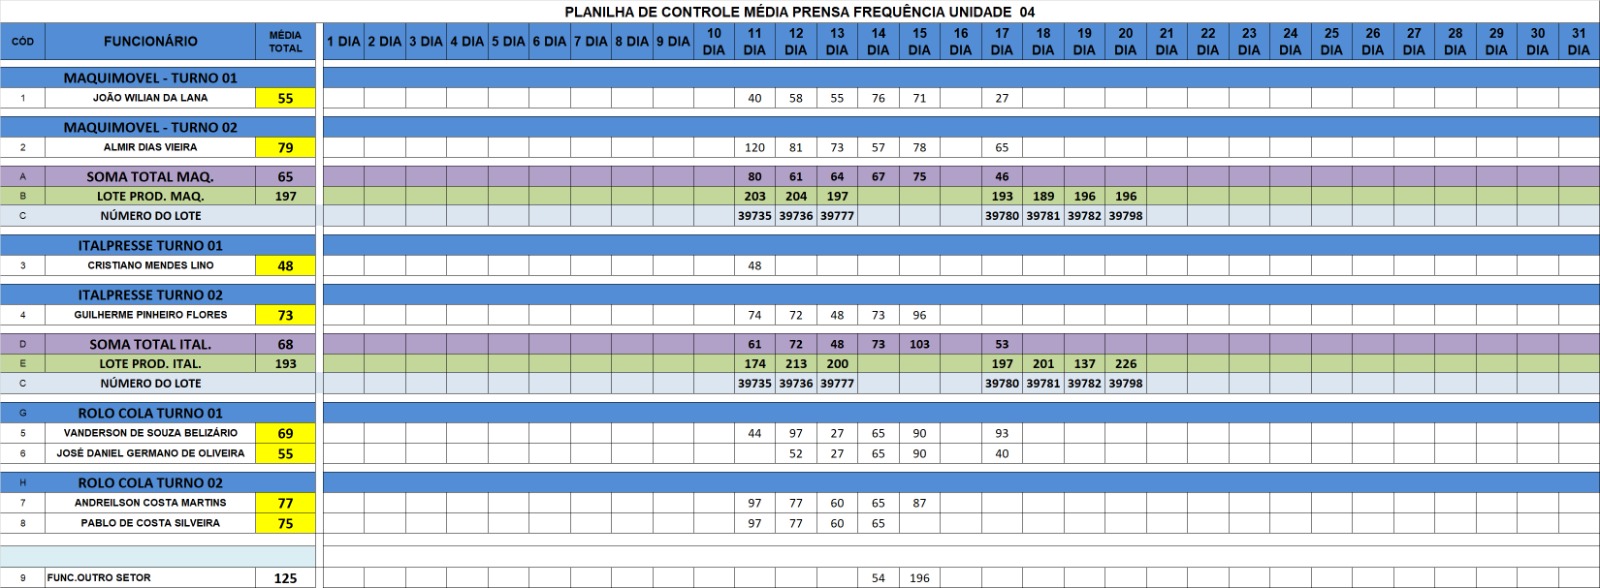 PLANILHA DE CONTROLE MÉDIA PRENSA FREQUÊNCIA UNIDADE 04
CÓD FUNCIONÁRIO MÉDIA TOTAL 1 DIA 2 DIA 3 DIA 4 DIA 5 DIA 6 DIA 7 DIA 8 DIA 9 DIA 10 DIA 11 DIA 12 DIA 13 DIA 14 DIA 15 DIA 16 DIA 17 DIA 18 DIA 19 DIA 20 DIA 21 DIA 22 DIA 23 DIA 24 DIA 25 DIA 26 DIA 27 DIA 28 DIA 29 DIA 30 DIA 31 DIA
MAQUIMOVEL - TURNO 01
1 JOÃO WILIAN DA LANA 55 40 58 55 76 71 27
MAQUIMOVEL - TURNO 02
2 ALMIR DIAS VIEIRA 79 120 81 73 57 78 65
A SOMA TOTAL MAQ. 65 80 61 64 67 75 46
B LOTE PROD. MAQ. 197 203 204 197 193 189 196 196
C NÚMERO DO LOTE 39735 39736 39777 39780 39781 39782 39798
ITALPRESSE TURNO 01
3 CRISTIANO MENDES LINO 48 48
ITALPRESSE TURNO 02
4 GUILHERME PINHEIRO FLORES 73 74 72 48 73 96
D SOMA TOTAL ITAL. 68 61 72 48 73 103 53
E LOTE PROD. ITAL. 193 174 213 200 197 201 137 226
C NÚMERO DO LOTE 39735 39736 39777 39780 39781 39782 39798
G ROLO COLA TURNO 01
5 VANDERSON DE SOUZA BELIZÁRIO 69 44 97 27 65 90 93
6 JOSÉ DANIEL GERMANO DE OLIVEIRA 55 52 27 65 90 40
H ROLO COLA TURNO 02
7 ANDREILSON COSTA MARTINS 77 97 77 60 65 87
8 PABLO DE COSTA SILVEIRA 75 97 77 60 65
9 FUNC.OUTRO SETOR 125 54 196